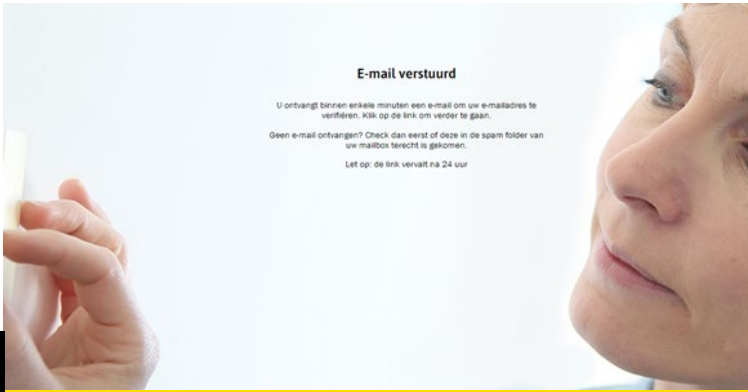 E-mail verstuurd
U ontvangt binnen enkele minuten een e-mail om uw e-mailadres te
verifiëren. Klik op de link om verder te gaan.
Geen e-mail ontvangen? Check dan eerst of deze in de spam folder van
uw mailbox terecht is gekomen.
Let op: de link vervalt na 24 uur